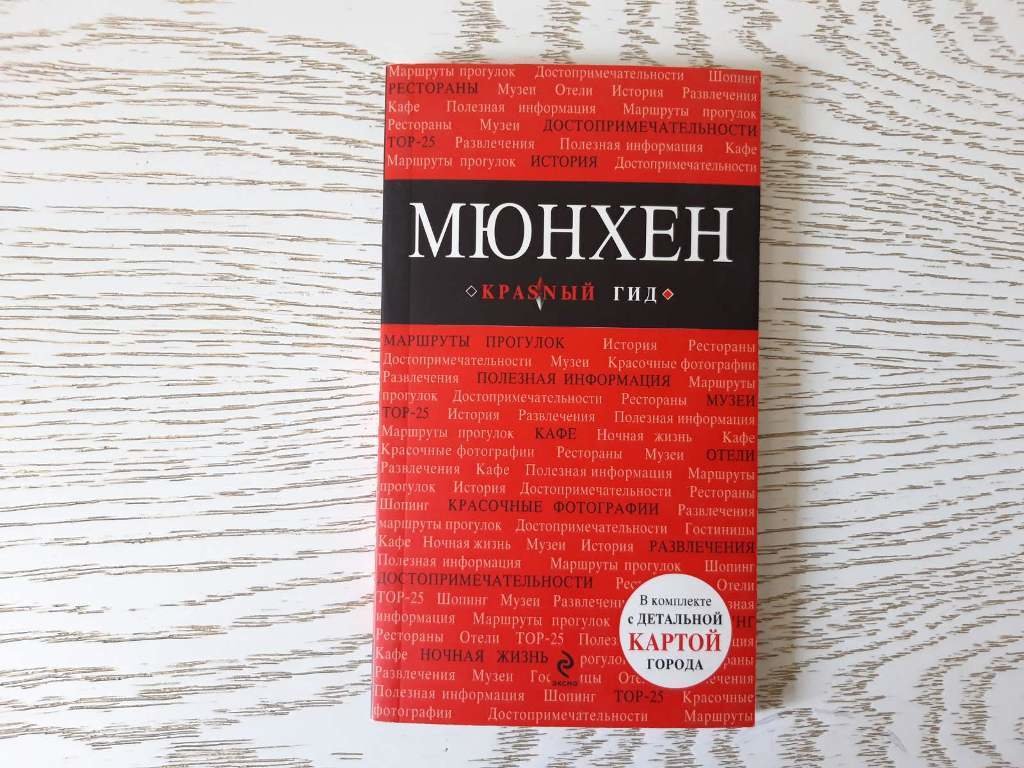 Маршруты прогулок Достопримечательности Шопинг
РЕСТОРАНЫ Музеи Отели История Развлечения
Кафе Полезная информация Маршруты прогулок
Рестораны Музеи ДОСТОПРИМЕЧАТЕЛЬНОСТИ
TOP-25 Развлечения Полезная информация Кафе
Маршруты прогулок ИСТОРИЯ Достопримечательности
МЮНХЕН
КРАSNЫЙ ГИД
МАРШРУТЫ ПРОГУЛОК История Рестораны
Достопримечательности Музеи Красочные фотографии
Развлечения ПОЛЕЗНАЯ ИНФОРМАЦИЯ Маршруты
прогулок Достопримечательности Рестораны МУЗЕИ
TOP-25 История Развлечения Полезная информация
Маршруты прогулок КАФЕ Ночная жизнь Кафе
Красочные фотографии Рестораны Музеи ОТЕЛИ
Развлечения Кафе Полезная информация Маршруты
прогулок История Достопримечательности Рестораны
Шопинг КРАСОЧНЫЕ ФОТОГРАФИИ Развлечения
маршруты прогулок Достопримечательности Гостиницы
Кафе Ночная жизнь Музеи История РАЗВЛЕЧЕНИЯ
Полезная информация Маршруты прогулок Шопинг
ДОСТОПРИМЕЧАТЕЛЬНОСТИ Отели
TOP-25 Шопинг Музеи
информация Маршруты прогулок
Рестораны Отели TOP-25
Кафе НОЧНАЯ ЖИЗНЬ
Развлечения Музеи
Полезная информация Шопинг TOP-25 Красочные
фотографии Достопримечательности Маршруты
В комплекте
с ДЕТАЛЬНОЙ
КАРТОЙ
ГОРОДА
ЭКСМО